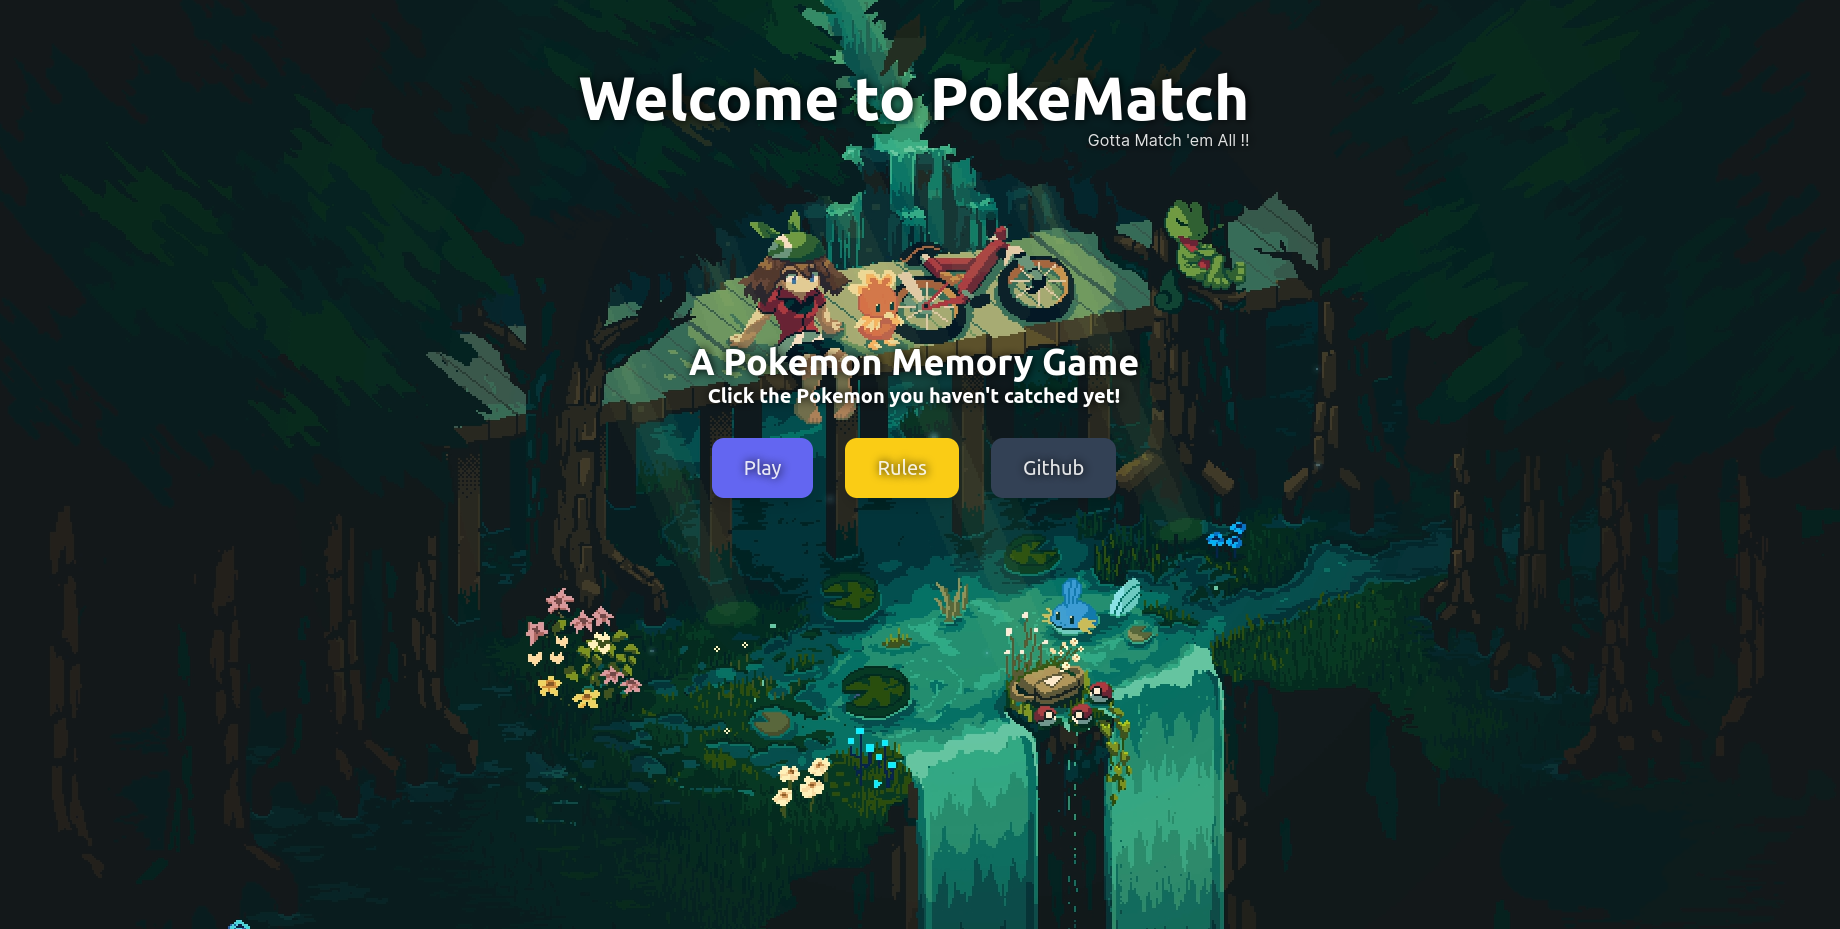 Welcome to PokeMatch
Gotta Match 'em All !!
A Pokemon Memory Game
Click the Pokemon you haven't catched yet!
Play Rules Github